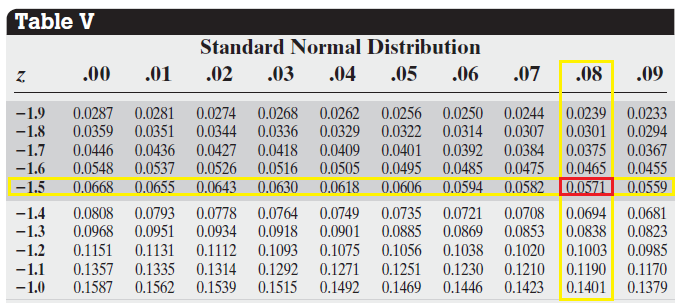 Table V
Standard Normal Distribution
z .00 .01 .02 .03 .04 .05 .06 .07 .08 .09
−1.9 0.0287 0.0281 0.0274 0.0268 0.0262 0.0256 0.0250 0.0244 0.0239 0.0233
−1.8 0.0359 0.0351 0.0344 0.0336 0.0329 0.0322 0.0314 0.0307 0.0301 0.0294
−1.7 0.0446 0.0436 0.0427 0.0418 0.0409 0.0401 0.0392 0.0384 0.0375 0.0367
−1.6 0.0548 0.0537 0.0526 0.0516 0.0505 0.0495 0.0485 0.0475 0.0465 0.0455
−1.5 0.0668 0.0655 0.0643 0.0630 0.0618 0.0606 0.0594 0.0582 0.0571 0.0559
−1.4 0.0808 0.0793 0.0778 0.0764 0.0749 0.0735 0.0721 0.0708 0.0694 0.0681
−1.3 0.0968 0.0951 0.0934 0.0918 0.0901 0.0885 0.0869 0.0853 0.0838 0.0823
−1.2 0.1151 0.1131 0.1112 0.1093 0.1075 0.1056 0.1038 0.1020 0.1003 0.0985
−1.1 0.1357 0.1335 0.1314 0.1292 0.1271 0.1251 0.1230 0.1210 0.1190 0.1170
−1.0 0.1587 0.1562 0.1539 0.1515 0.1492 0.1469 0.1446 0.1423 0.1401 0.1379